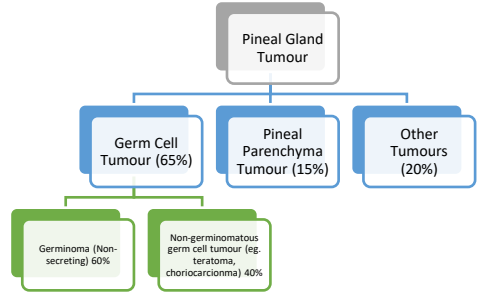 Pineal Gland
Tumour
Germ Cell
Tumour (65%)
Pineal
Parenchyma
Tumour (15%)
Other
Tumours
(20%)
Germinoma (Non-
secreting) 60%
Non-germinomatous
germ cell tumour (eg.
teratoma,
choriocarcionma) 40%